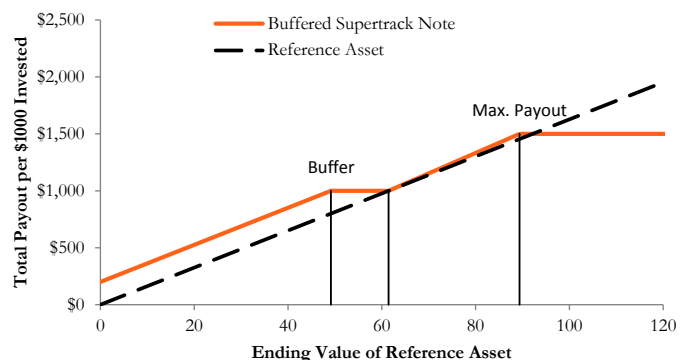 $2,500
Buffered Supertrack Note
Reference Asset
$2,000
Max. Payout
$1,500
Buffer
$1,000
$500
$0
0 20 40 60 80 100 120
Total Payout per $1000 Invested
Ending Value of Reference Asset